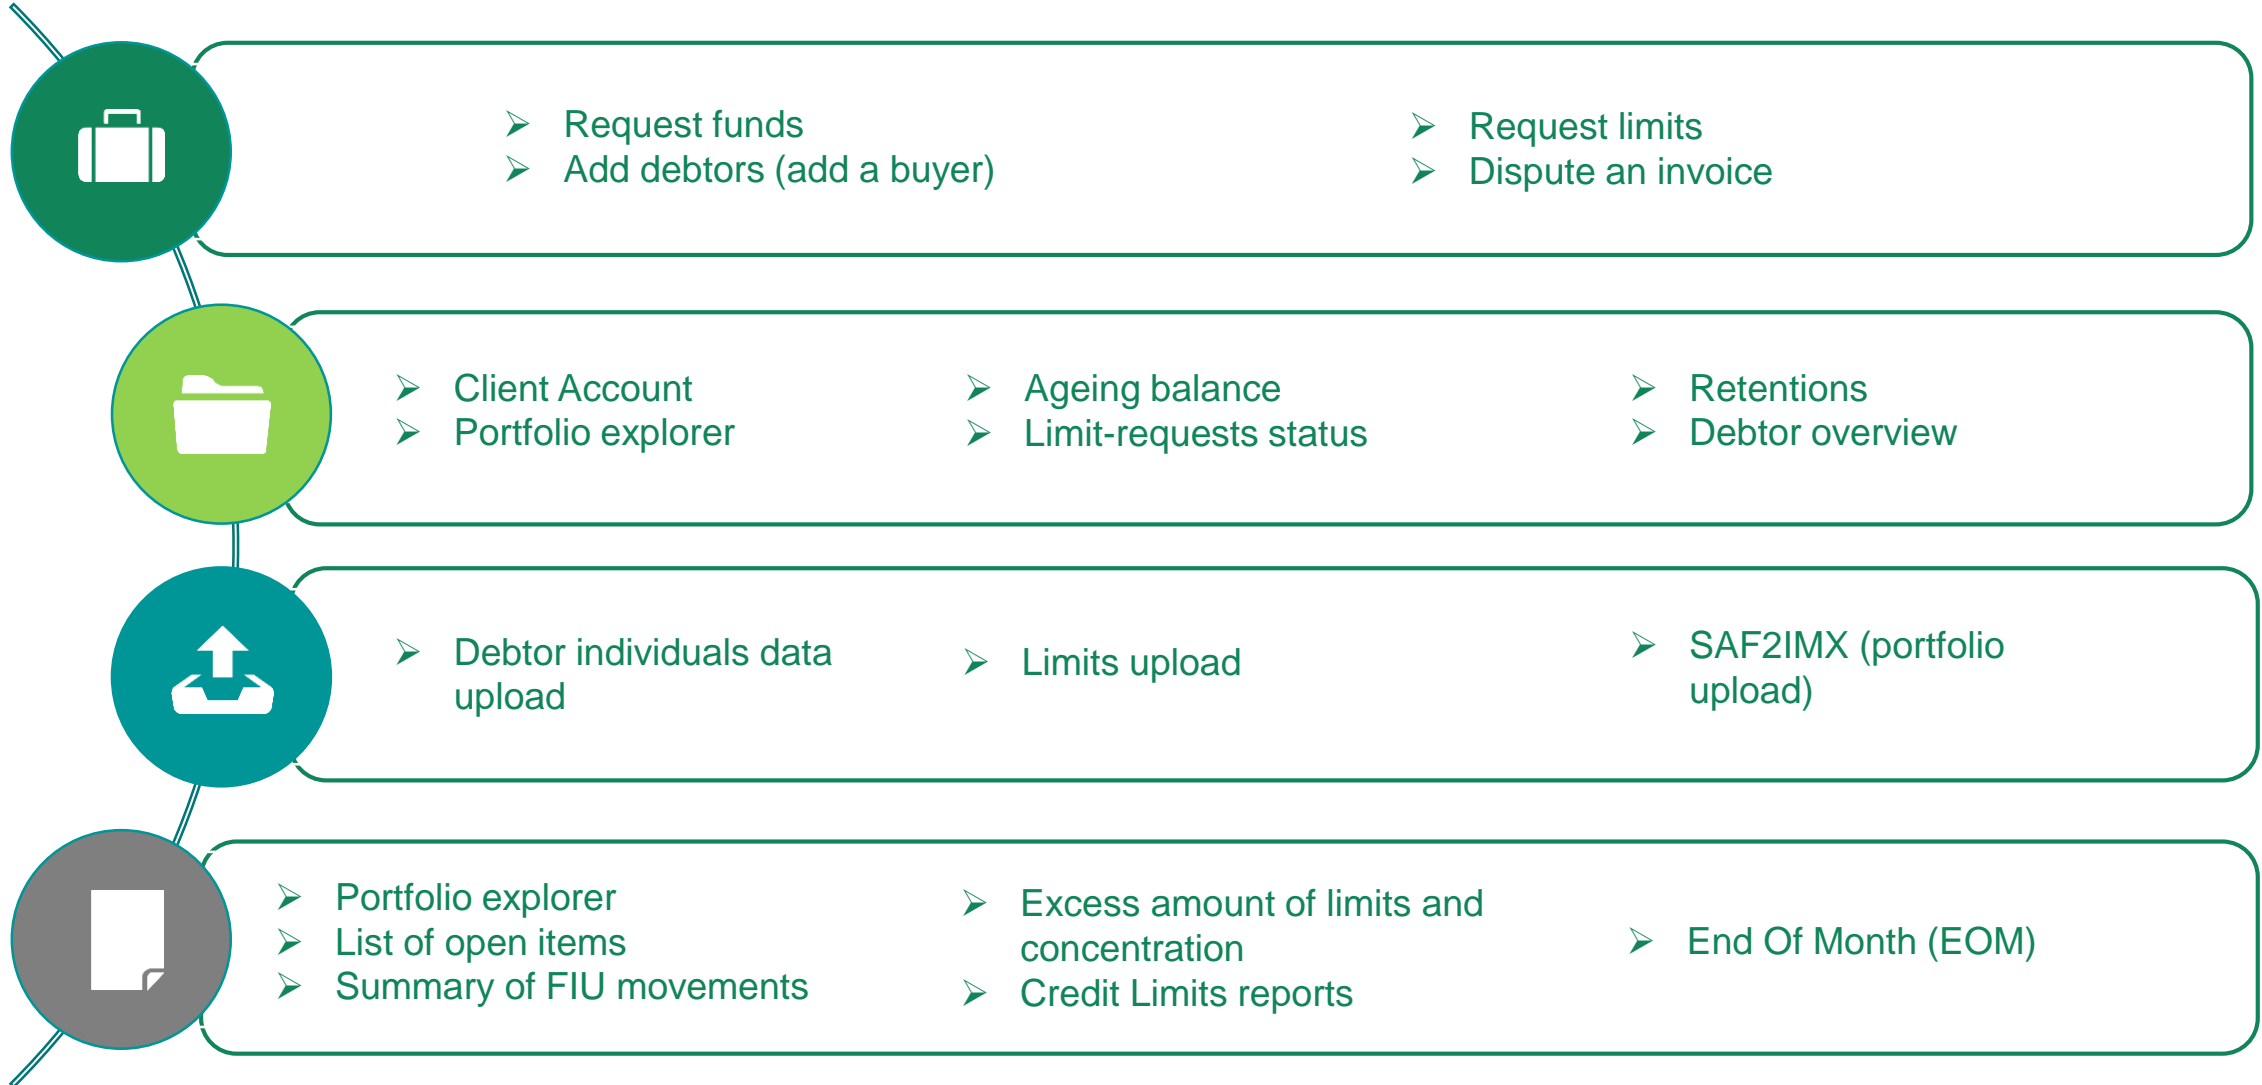 Request funds
Add debtors (add a buyer)
Request limits
Dispute an invoice
Client Account
Portfolio explorer
Ageing balance
Limit-requests status
Retentions
Debtor overview
Debtor individuals data
upload
Limits upload
SAF2IMX (portfolio
upload)
Portfolio explorer
List of open items
Summary of FIU movements
Excess amount of limits and
concentration
Credit Limits reports
End Of Month (EOM)